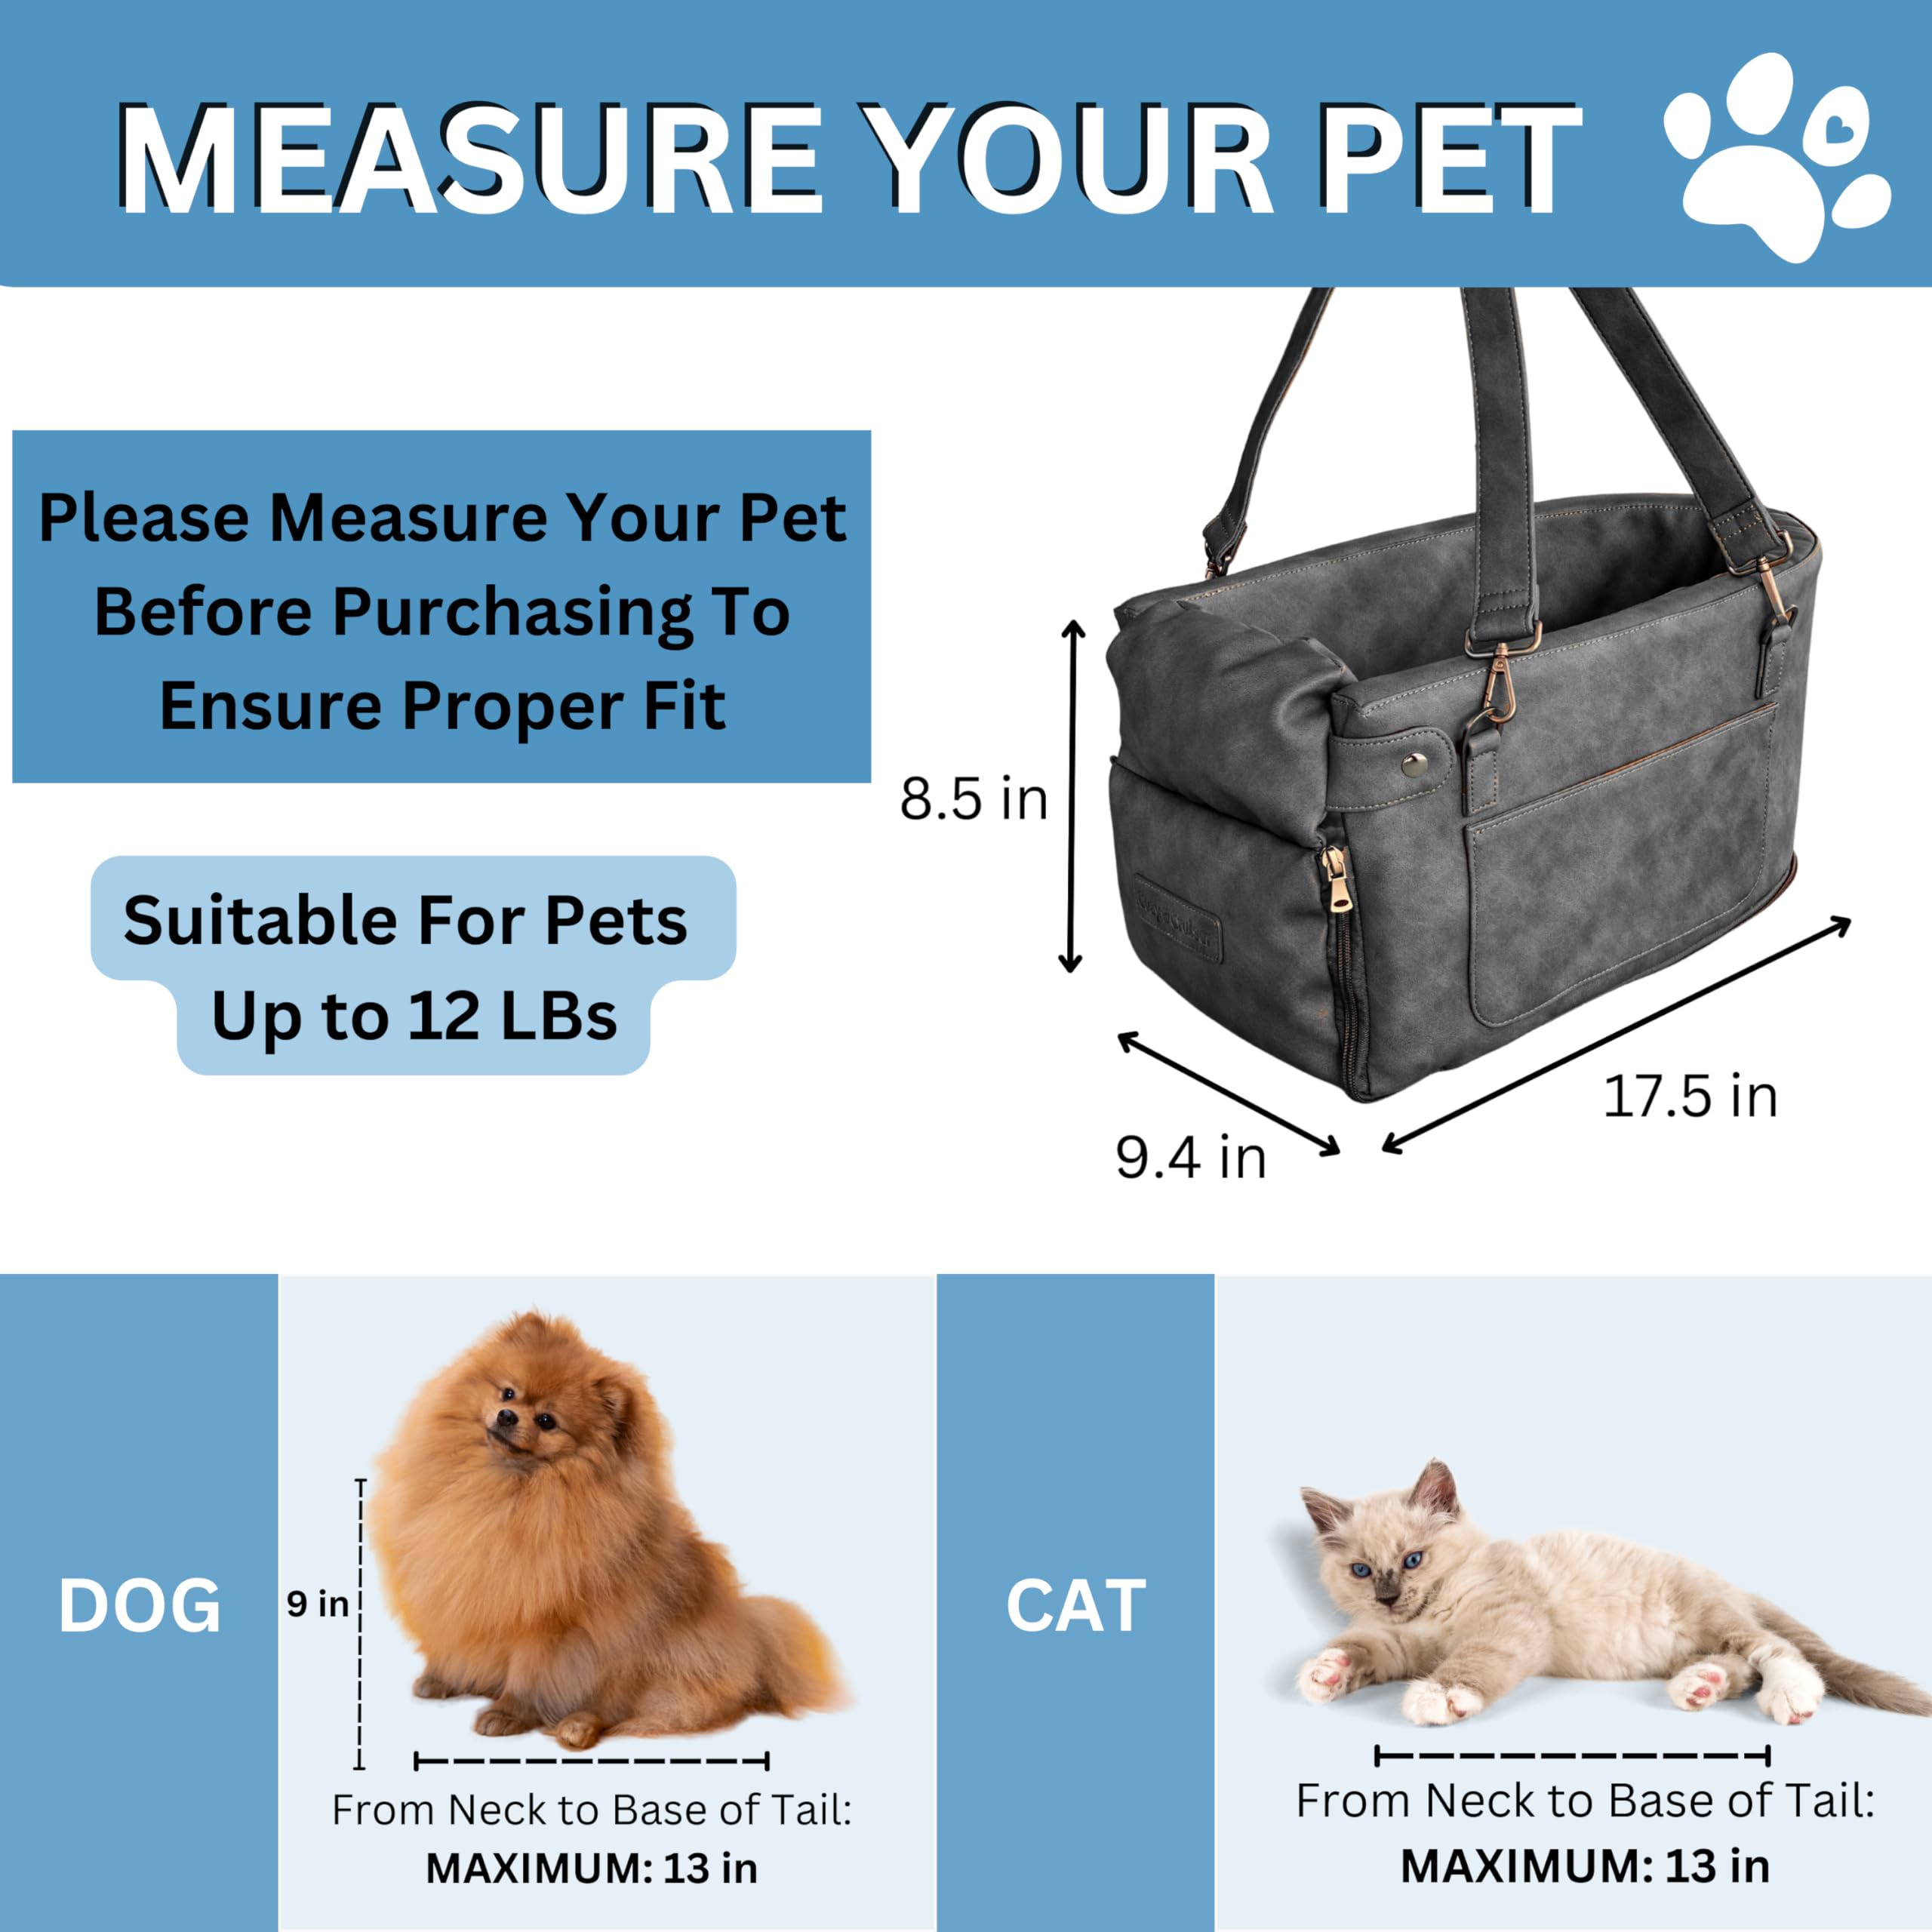 MEASURE YOUR PET
Please Measure Your Pet
Before Purchasing To
Ensure Proper Fit
Suitable For Pets
Up to 12 LBs
8.5 in
9.4 in
17.5 in
DOG
9 in
From Neck to Base of Tail:
MAXIMUM: 13 in
CAT
From Neck to Base of Tail:
MAXIMUM: 13 in